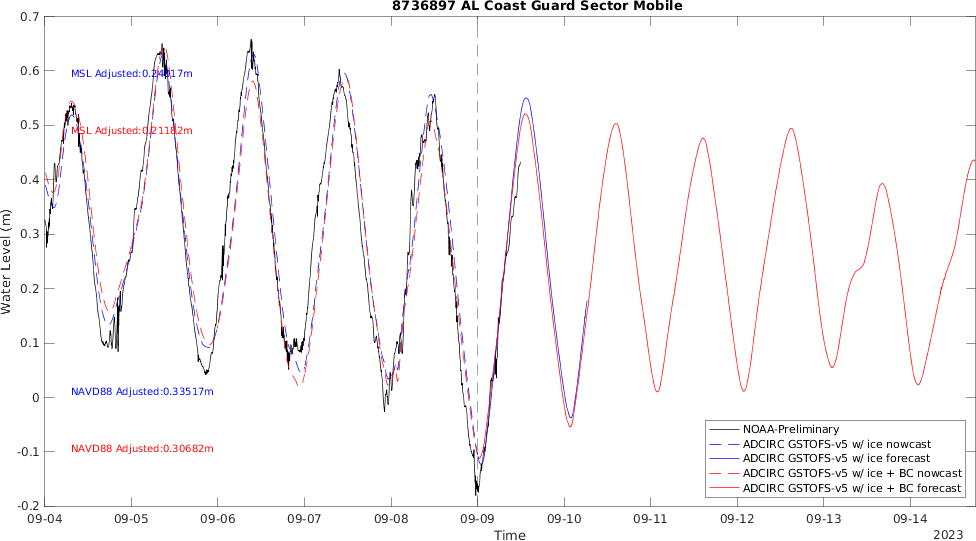 8736897 AL Coast Guard Sector Mobile
0.7
0.6
0.5
0.4
0.3
0.2
0.1
0
-0.1
-0.2
Water Level (m)
MSL Adjusted:0.24017m
MSL Adjusted:0.21182m
NAVD88 Adjusted:0.33517m
NAVD88 Adjusted:0.30682m
NOAA-Preliminary
ADCIRC GSTOFS-v5 w/ ice nowcast
ADCIRC GSTOFS-v5 w/ ice forecast
ADCIRC GSTOFS-v5 w/ ice + BC nowcast
ADCIRC GSTOFS-v5 w/ ice + BC forecast
09-04 09-05 09-06 09-07 09-08 09-09 09-10 09-11 09-12 09-13 09-14
Time
2023